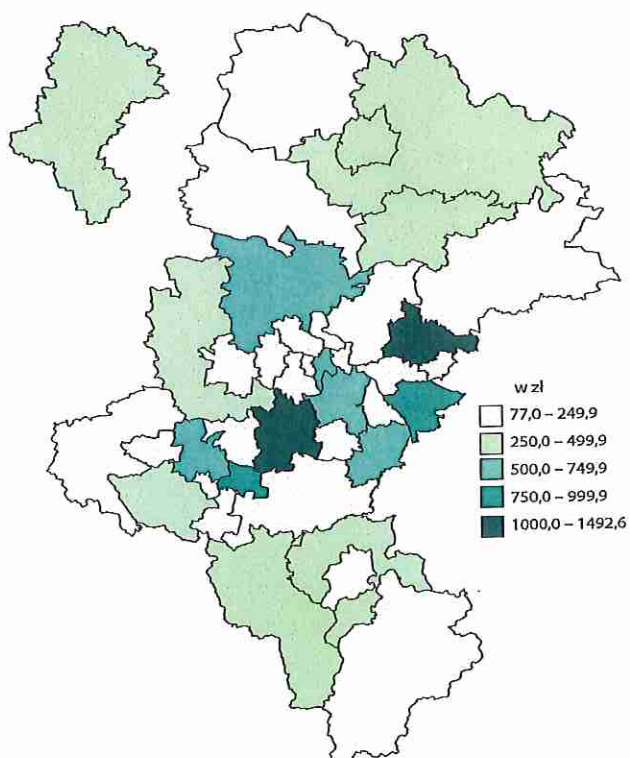 w zł
77,0 – 249,9
250,0 – 499,9
500,0 – 749,9
750,0 – 999,9
1000,0 – 1492,6